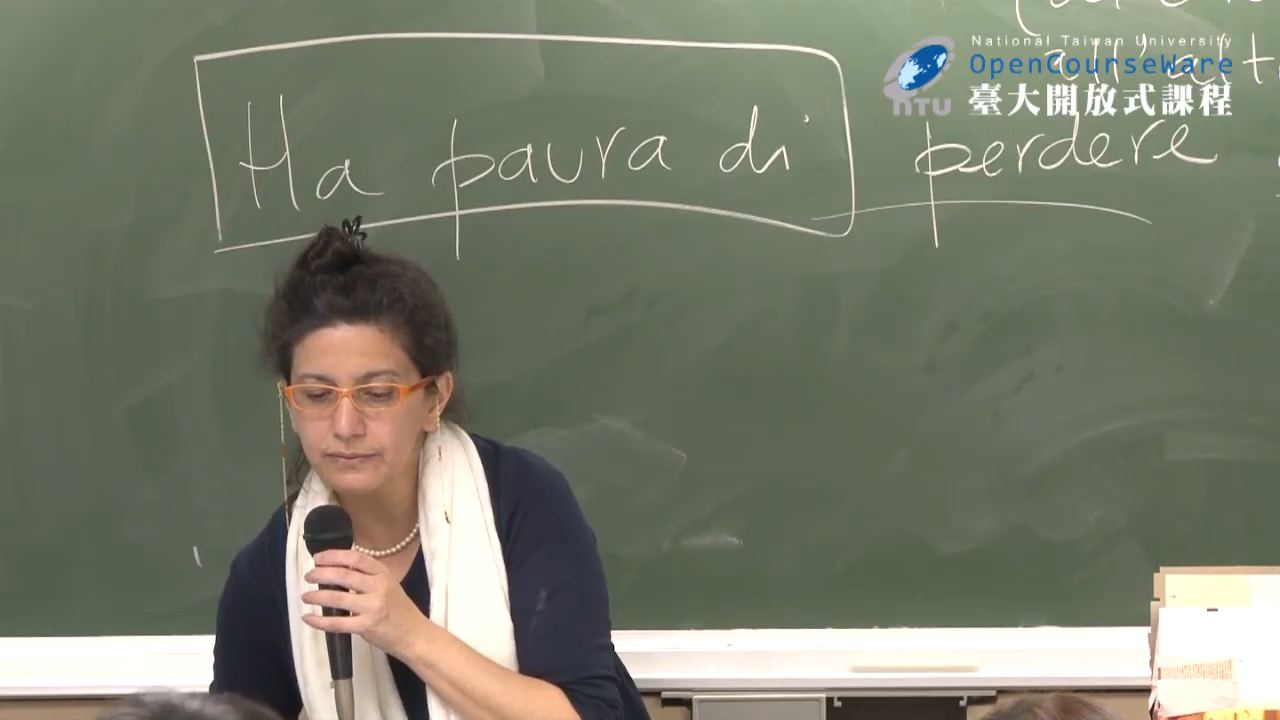 National Taiwan University
OpenCourseWare
臺大開放式課程
NTU
Ha paura di perdere